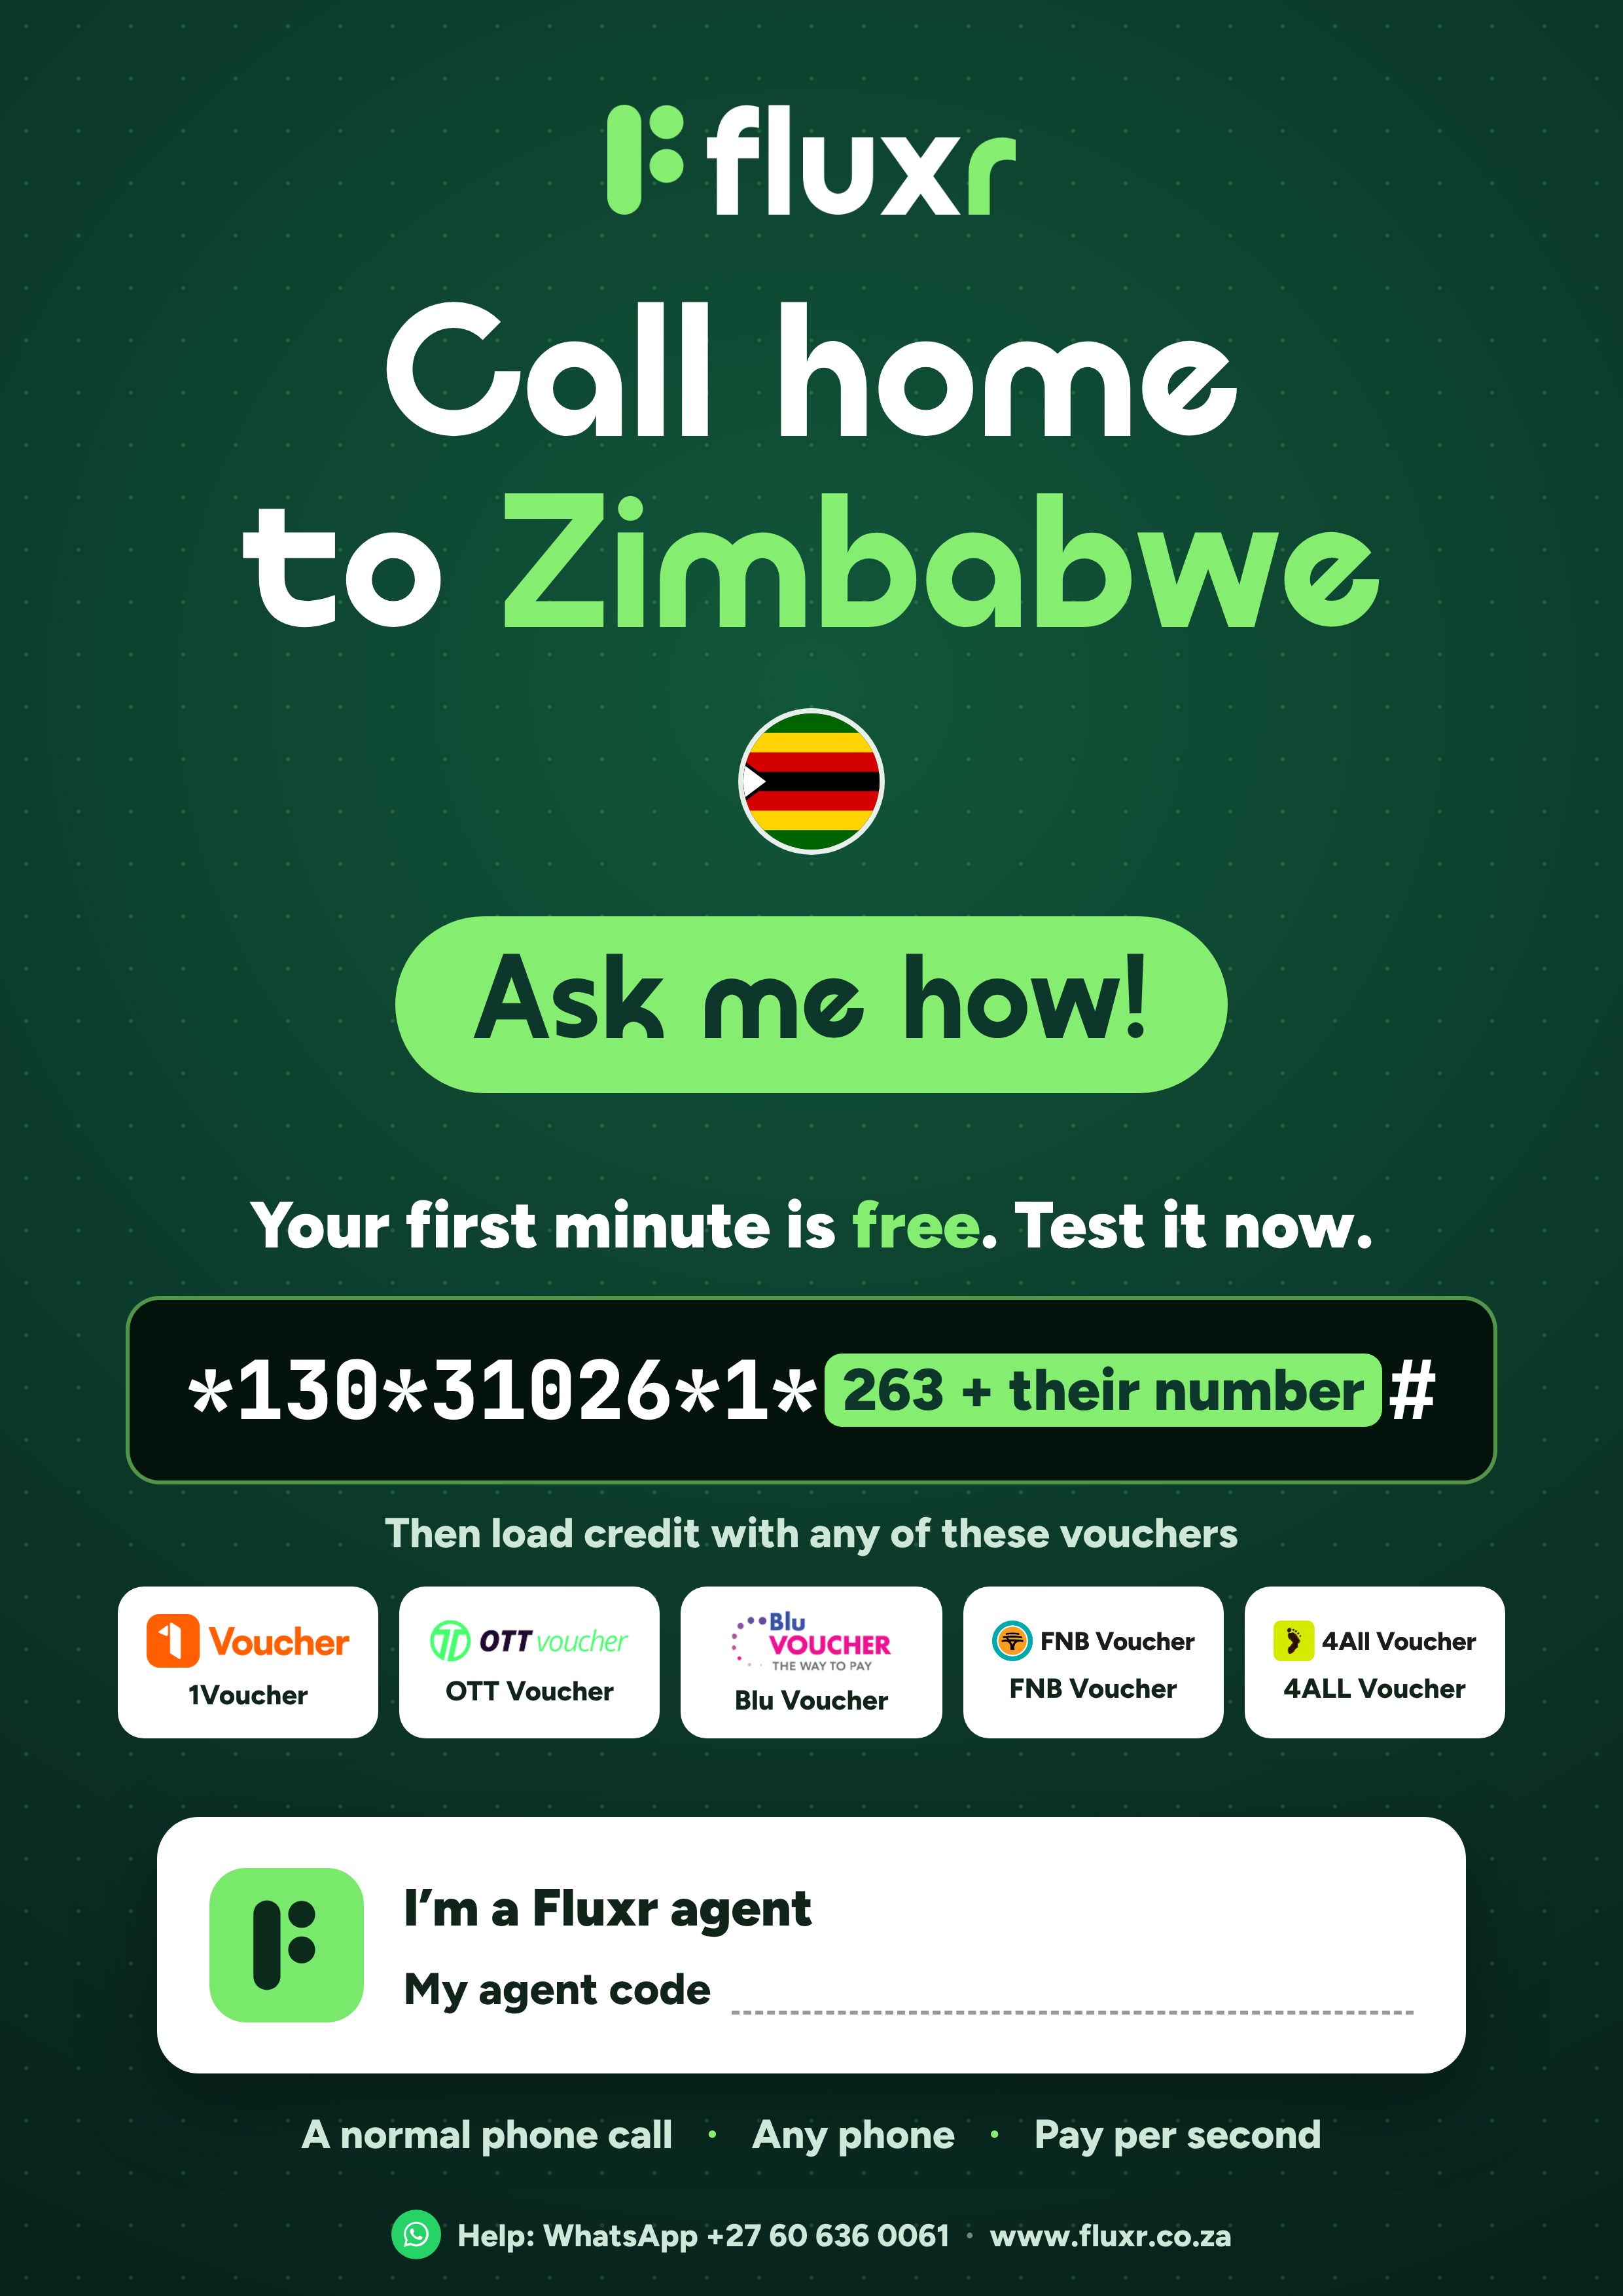 fluxr
Call home
to Zimbabwe
Ask me how!
Your first minute is free. Test it now.
*130*31026*1*263 + their number#
Then load credit with any of these vouchers
1Voucher
1Voucher
OTT voucher
OTT Voucher
Blu
VOUCHER
THE WAY TO PAY
Blu Voucher
FNB Voucher
FNB Voucher
4All Voucher
4ALL Voucher
I'm a Fluxr agent
My agent code
A normal phone call · Any phone · Pay per second
Help: WhatsApp +27 60 636 0061 · www.fluxr.co.za